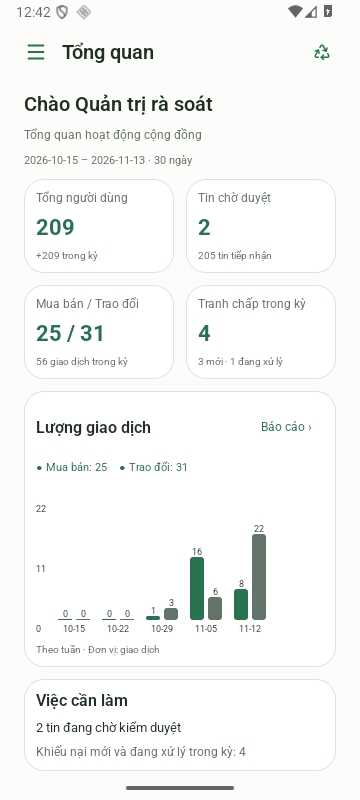 12:42
Tổng quan
Chào Quản trị rà soát
Tổng quan hoạt động cộng đồng
2026-10-15 – 2026-11-13 · 30 ngày
Tổng người dùng
209
+209 trong kỳ
Tin chờ duyệt
2
205 tin tiếp nhận
Mua bán / Trao đổi
25 / 31
56 giao dịch trong kỳ
Tranh chấp trong kỳ
4
3 mới · 1 đang xử lý
Lượng giao dịch
Báo cáo ›
● Mua bán: 25 ● Trao đổi: 31
22
11
0
0 0 0 0 1 3 16 6 8 22
10-15 10-22 10-29 11-05 11-12
Theo tuần · Đơn vị: giao dịch
Việc cần làm
2 tin đang chờ kiểm duyệt
Khiếu nại mới và đang xử lý trong kỳ: 4